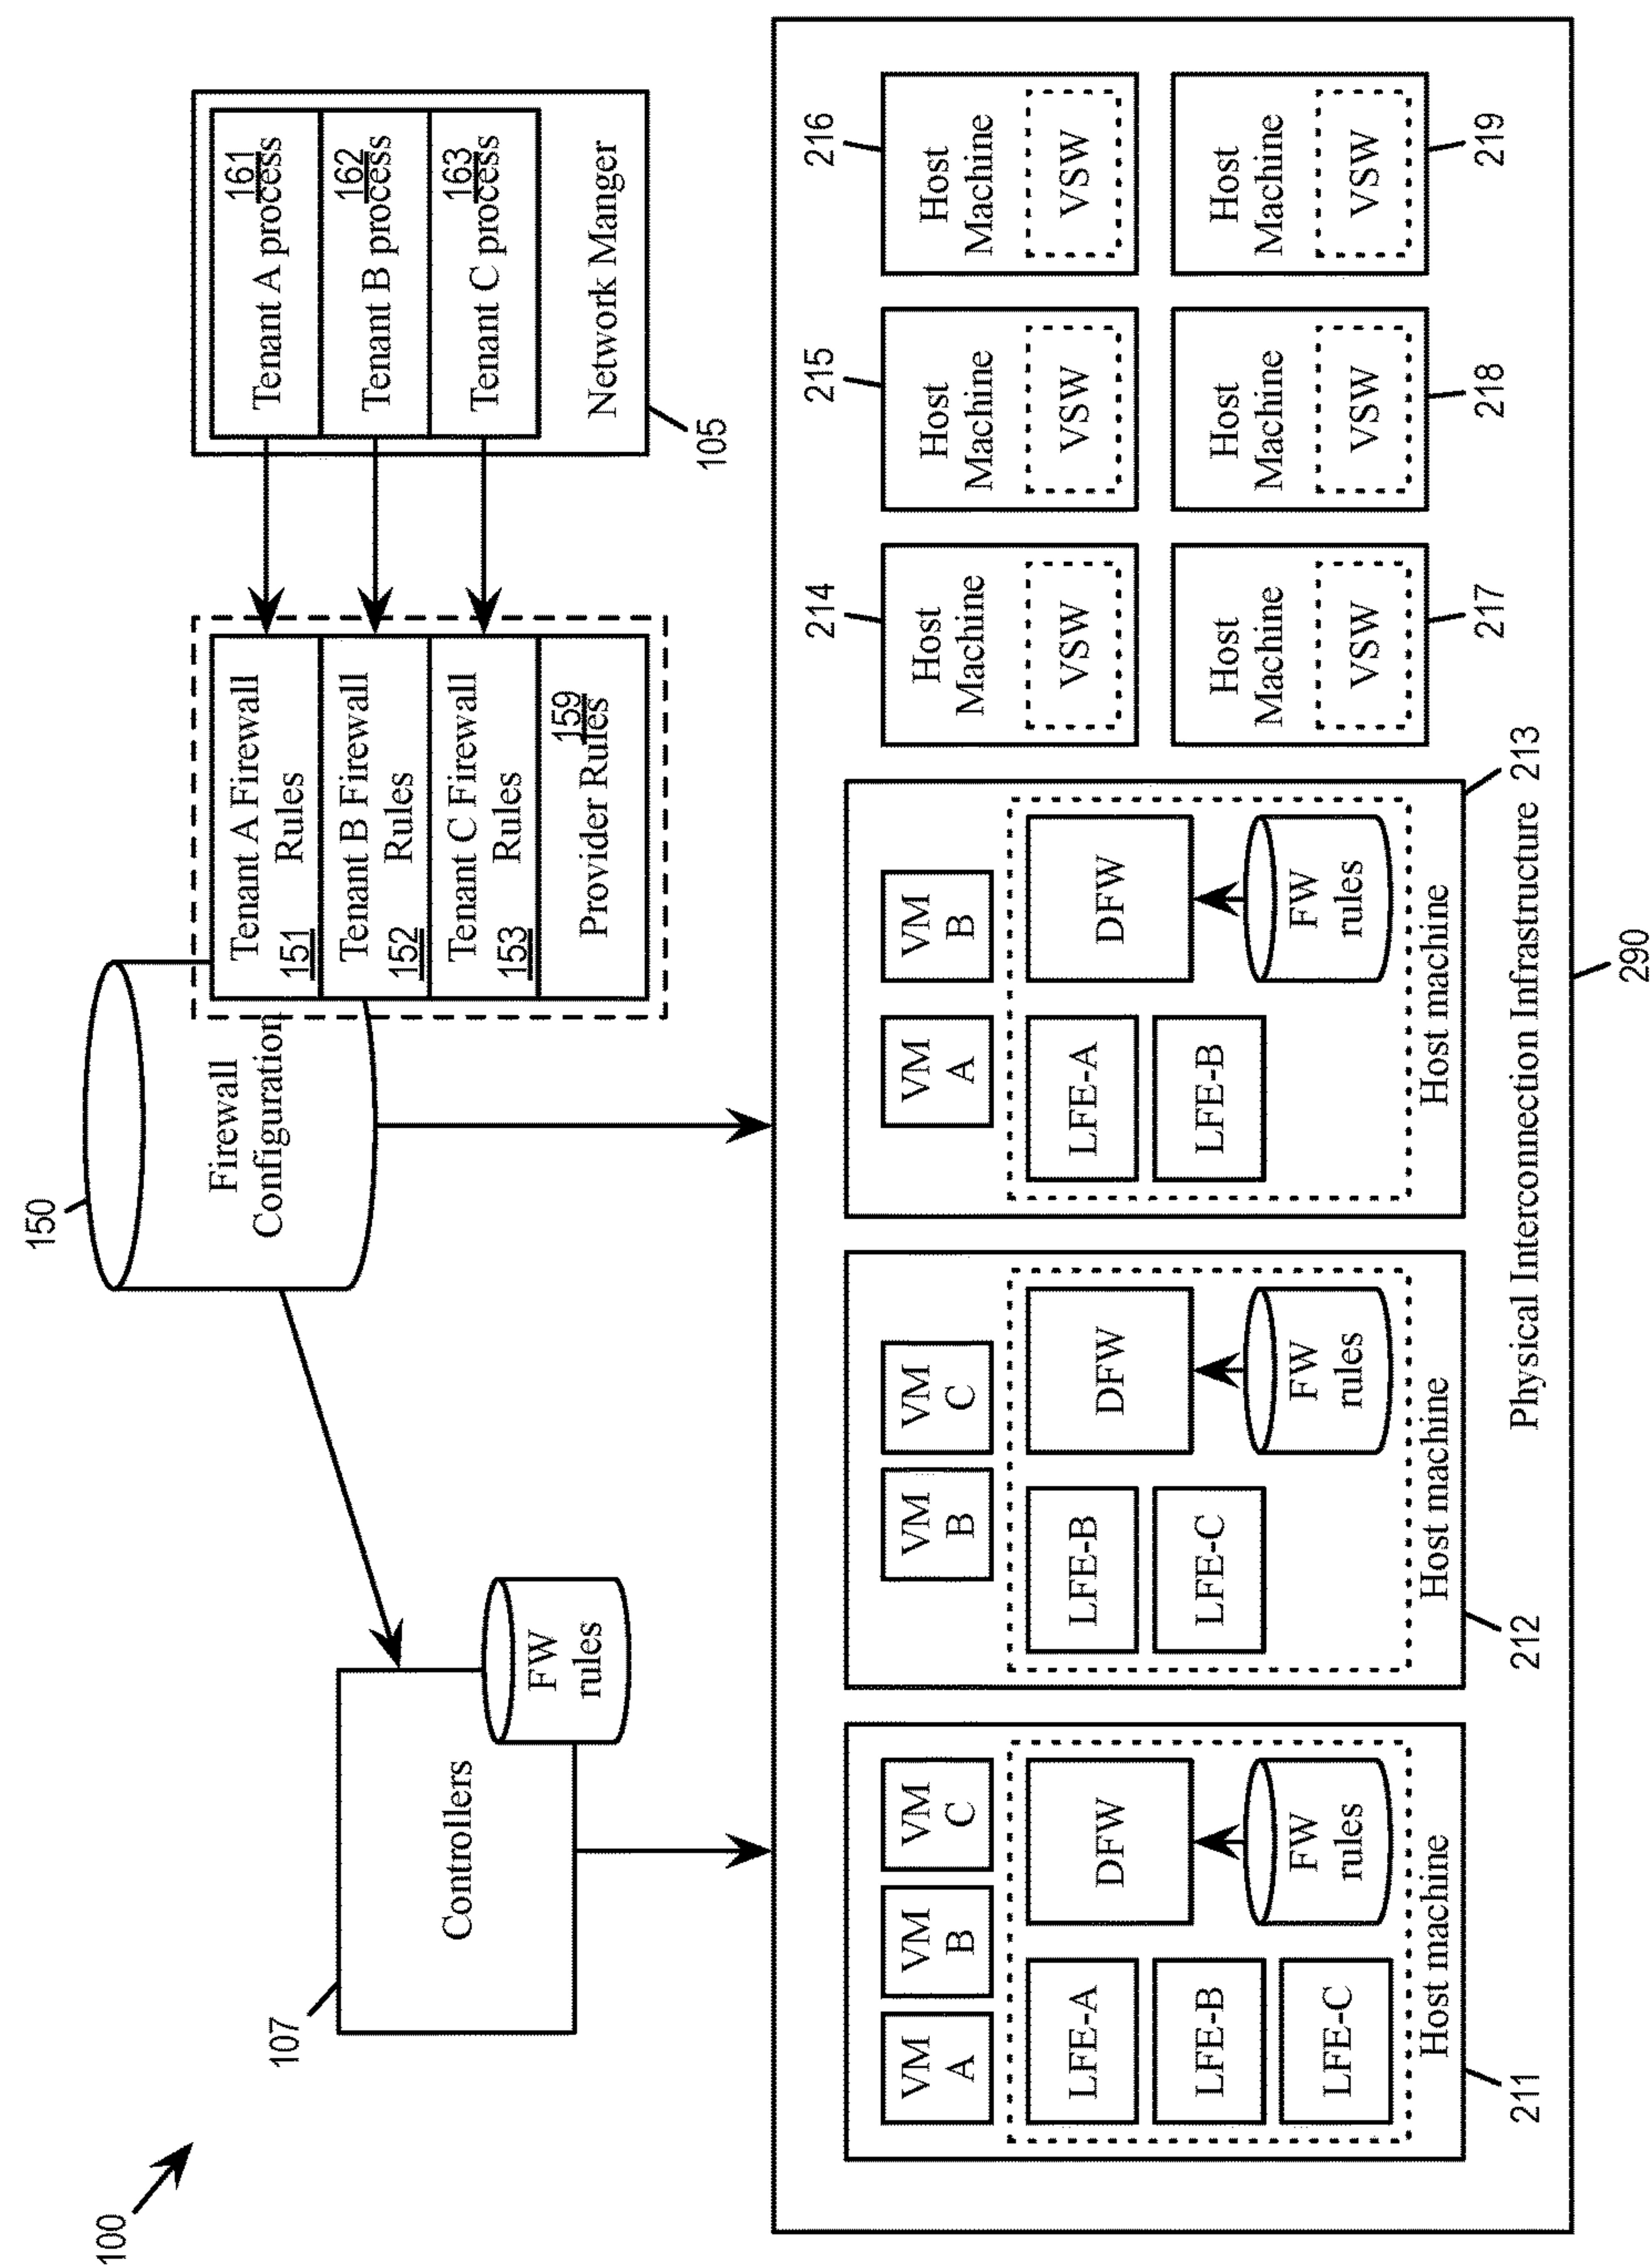 100
150
Firewall
Configuration
Tenant A Firewall
Rules
151
Tenant B Firewall
Rules
152
Tenant C Firewall
Rules
153
159
Provider Rules
161
Tenant A process
162
Tenant B process
163
Tenant C process
Network Manger
105
107
Controllers
FW
rules
VM
A
VM
B
VM
C
LFE-A
LFE-B
LFE-C
DFW
FW
rules
Host machine
211
VM
B
VM
C
LFE-B
LFE-C
DFW
FW
rules
Host machine
212
VM
A
VM
B
LFE-A
LFE-B
DFW
FW
rules
Host machine
213
214
Host
Machine
VSW
215
Host
Machine
VSW
216
Host
Machine
VSW
Host
Machine
VSW
217
Host
Machine
VSW
218
Host
Machine
VSW
219
Physical Interconnection Infrastructure
290